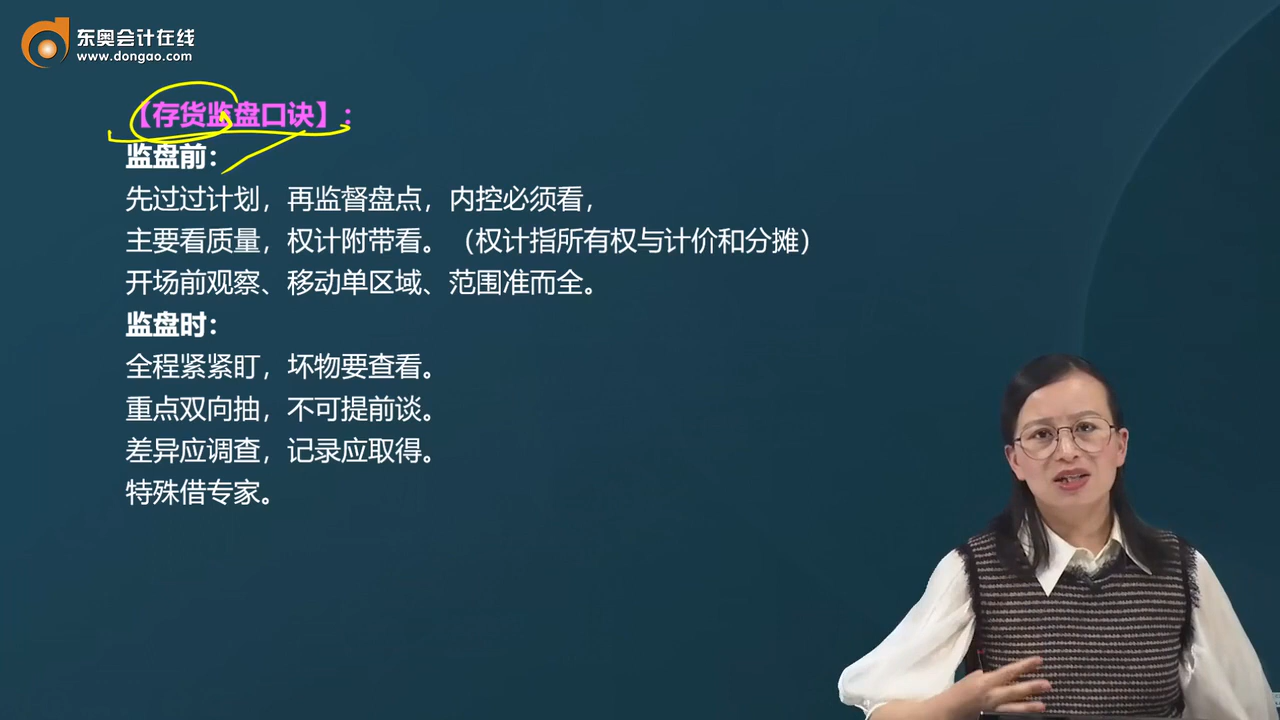 东奥会计在线
www.dongao.com
【存货监盘口诀】：
监盘前：
先过过计划，再监督盘点，内控必须看，
主要看质量，权计附带看。（权计指所有权与计价和分摊）
开场前观察、移动单区域、范围准而全。
监盘时：
全程紧紧盯，坏物要查看。
重点双向抽，不可提前谈。
差异应调查，记录应取得。
特殊借专家。